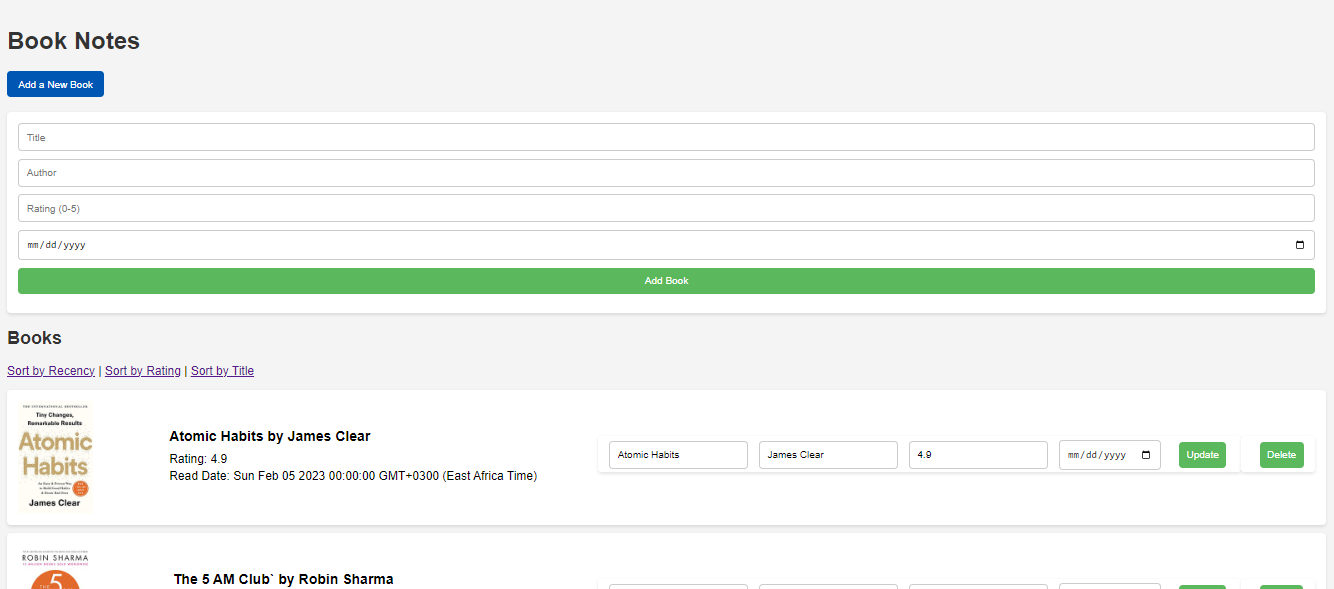 Book Notes
Add a New Book
Title
Author
Rating (0-5)
mm/dd/yyyy
Add Book
Books
Sort by Recency | Sort by Rating | Sort by Title
THE INTERNATIONAL BESTSELLER
Tiny Changes,
Remarkable Results
Atomic
Habits
James Clear
Atomic Habits by James Clear
Rating: 4.9
Read Date: Sun Feb 05 2023 00:00:00 GMT+0300 (East Africa Time)
Atomic Habits
James Clear
4.9
mm/dd/yyyy
Update
Delete
ROBIN SHARMA
THE 5
The 5 AM Club` by Robin Sharma